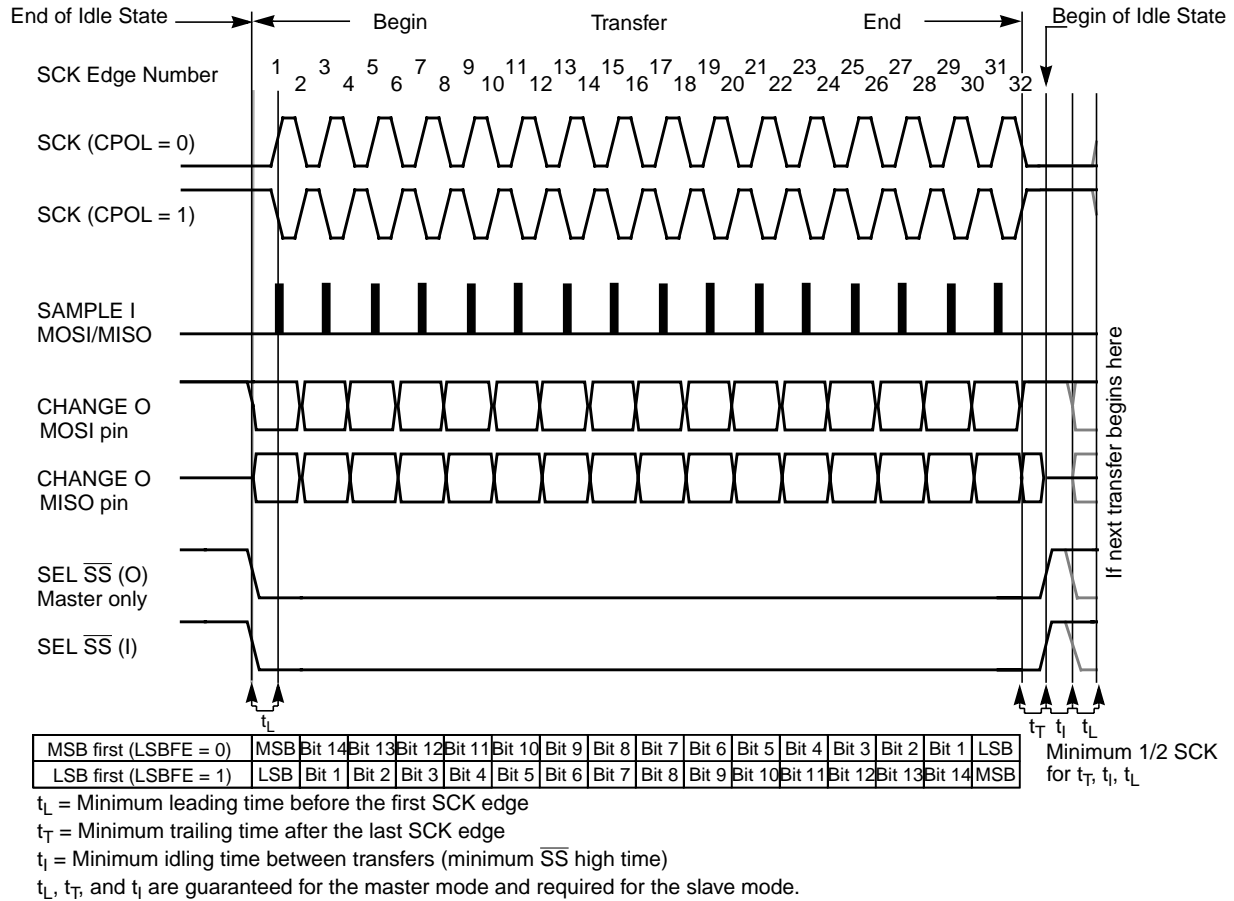 End of Idle State
Begin
Transfer
End
Begin of Idle State
SCK Edge Number
1 3 5 7 9 11 13 15 17 19 21 23 25 27 29 31
2 4 6 8 10 12 14 16 18 20 22 24 26 28 30 32
SCK (CPOL = 0)
SCK (CPOL = 1)
SAMPLE I
MOSI/MISO
CHANGE O
MOSI pin
CHANGE O
MISO pin
SEL S̅S̅ (O)
Master only
SEL S̅S̅ (I)
If next transfer begins here
tL
tT tI tL
MSB first (LSBFE = 0) MSB Bit 14 Bit 13 Bit 12 Bit 11 Bit 10 Bit 9 Bit 8 Bit 7 Bit 6 Bit 5 Bit 4 Bit 3 Bit 2 Bit 1 LSB
LSB first (LSBFE = 1) LSB Bit 1 Bit 2 Bit 3 Bit 4 Bit 5 Bit 6 Bit 7 Bit 8 Bit 9 Bit 10 Bit 11 Bit 12 Bit 13 Bit 14 MSB
Minimum 1/2 SCK
for tT, tI, tL
tL = Minimum leading time before the first SCK edge
tT = Minimum trailing time after the last SCK edge
tI = Minimum idling time between transfers (minimum S̅S̅ high time)
tL, tT, and tI are guaranteed for the master mode and required for the slave mode.